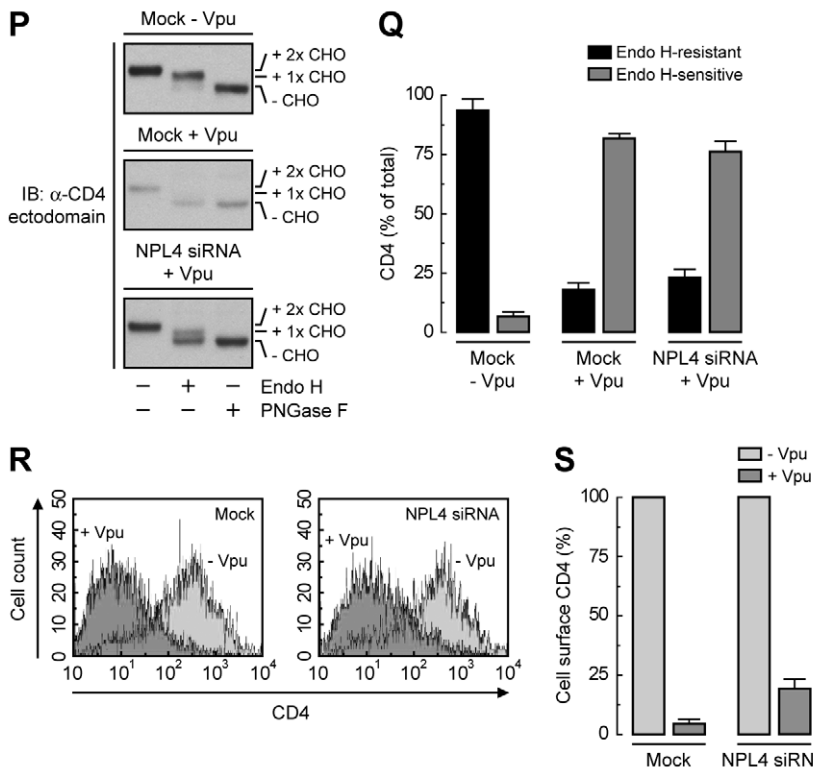 P
Mock - Vpu
+ 2x CHO
+ 1x CHO
- CHO
Mock + Vpu
+ 2x CHO
+ 1x CHO
- CHO
IB: α-CD4
ectodomain
NPL4 siRNA
+ Vpu
+ 2x CHO
+ 1x CHO
- CHO
− + − Endo H
− − + PNGase F
Q
Endo H-resistant
Endo H-sensitive
CD4 (% of total)
100
75
50
25
0
Mock
- Vpu
Mock
+ Vpu
NPL4 siRNA
+ Vpu
R
Cell count
50
40
30
20
10
0
Mock
+ Vpu
- Vpu
10 10¹ 10² 10³ 10⁴
50
40
30
20
10
0
NPL4 siRNA
+ Vpu
- Vpu
10 10¹ 10² 10³ 10⁴
CD4
S
- Vpu
+ Vpu
Cell surface CD4 (%)
100
75
50
25
0
Mock
NPL4 siRN